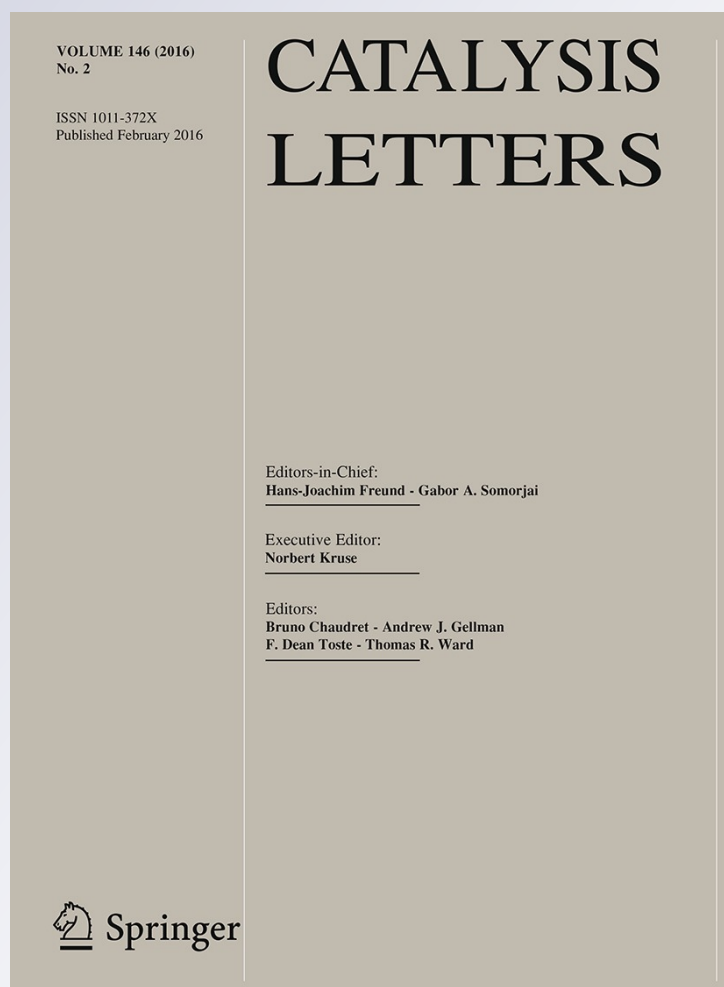 VOLUME 146 (2016)
No. 2
ISSN 1011-372X
Published February 2016
CATALYSIS
LETTERS
Editors-in-Chief:
Hans-Joachim Freund - Gabor A. Somorjai
Executive Editor:
Norbert Kruse
Editors:
Bruno Chaudret - Andrew J. Gellman
F. Dean Toste - Thomas R. Ward
Springer